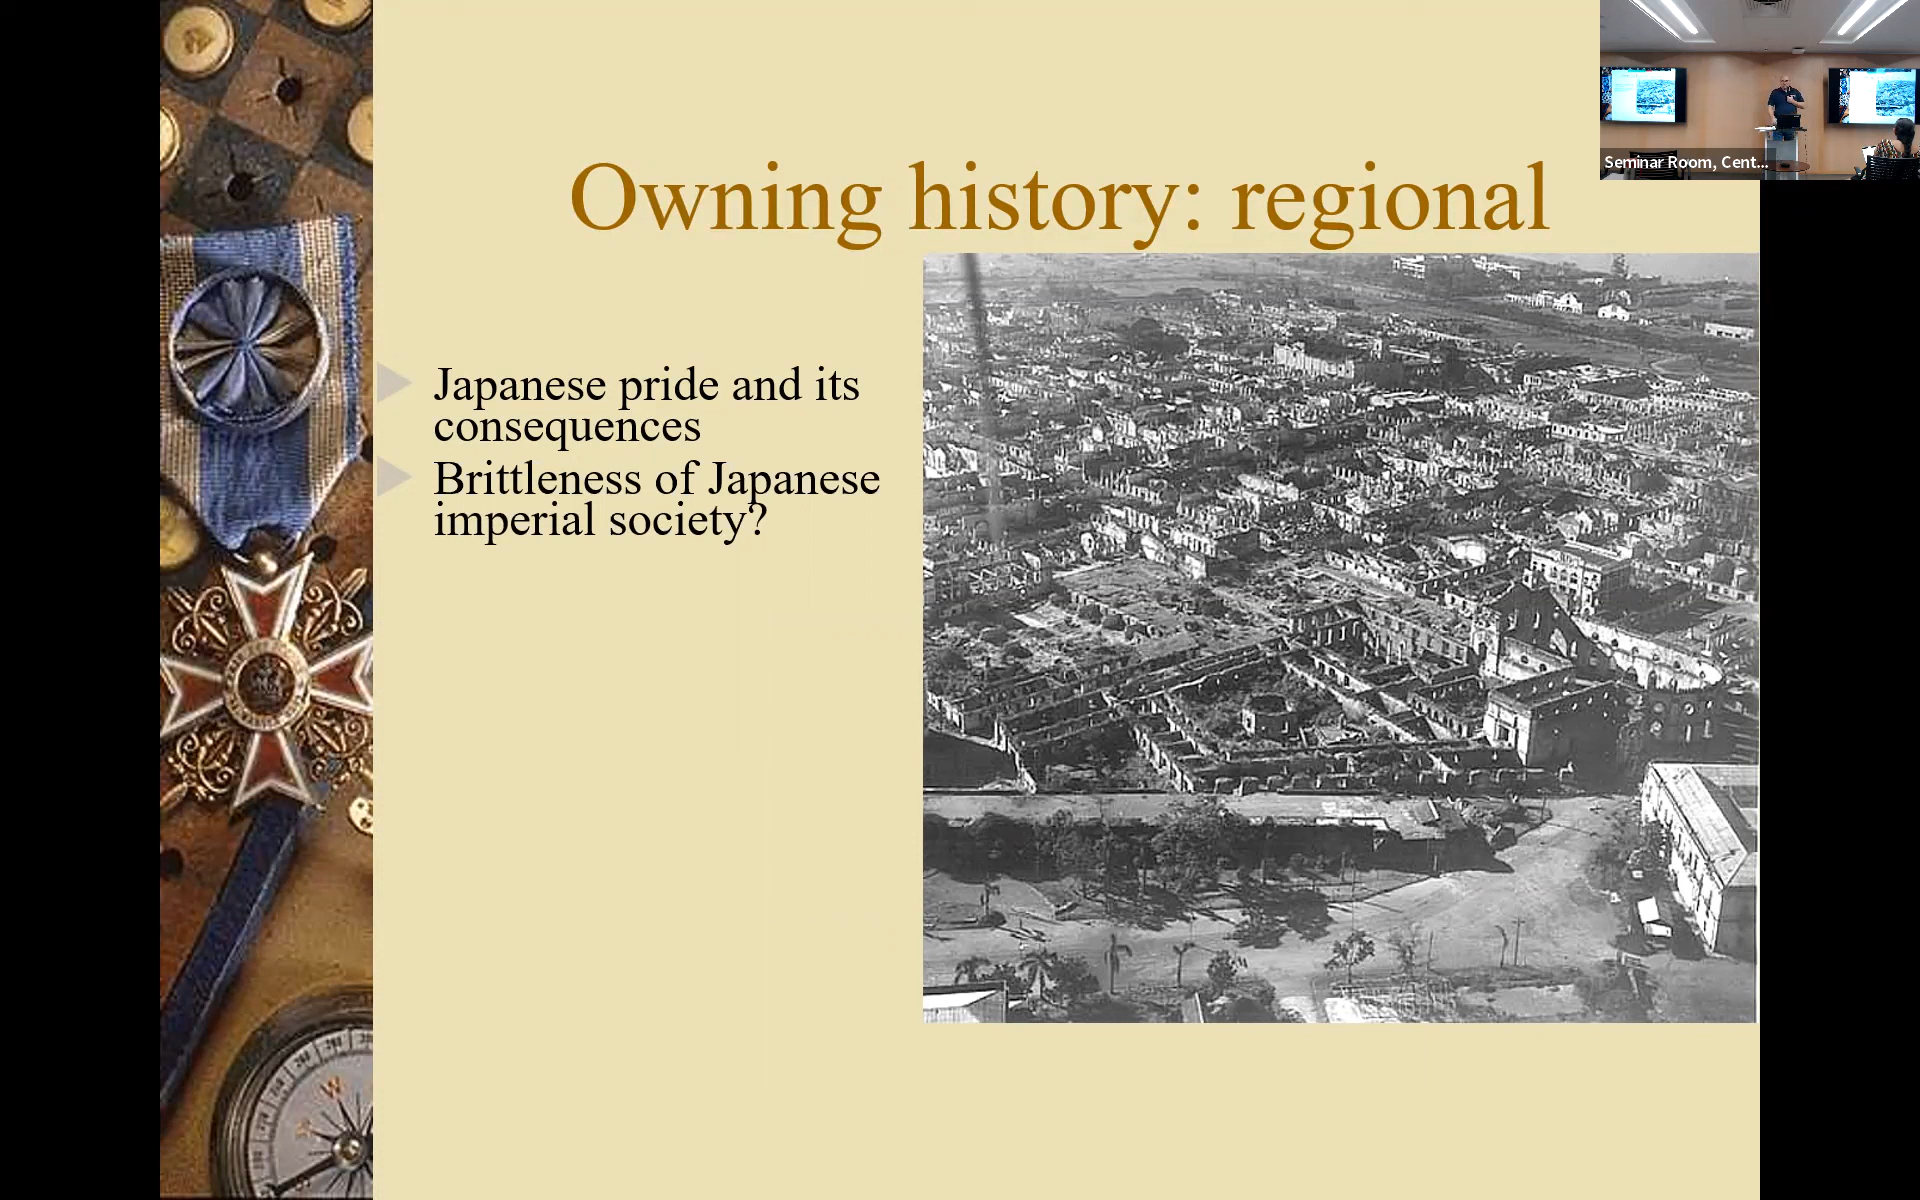 Owning history: regional
Japanese pride and its
consequences
Brittleness of Japanese
imperial society?
Seminar Room, Cent...
W